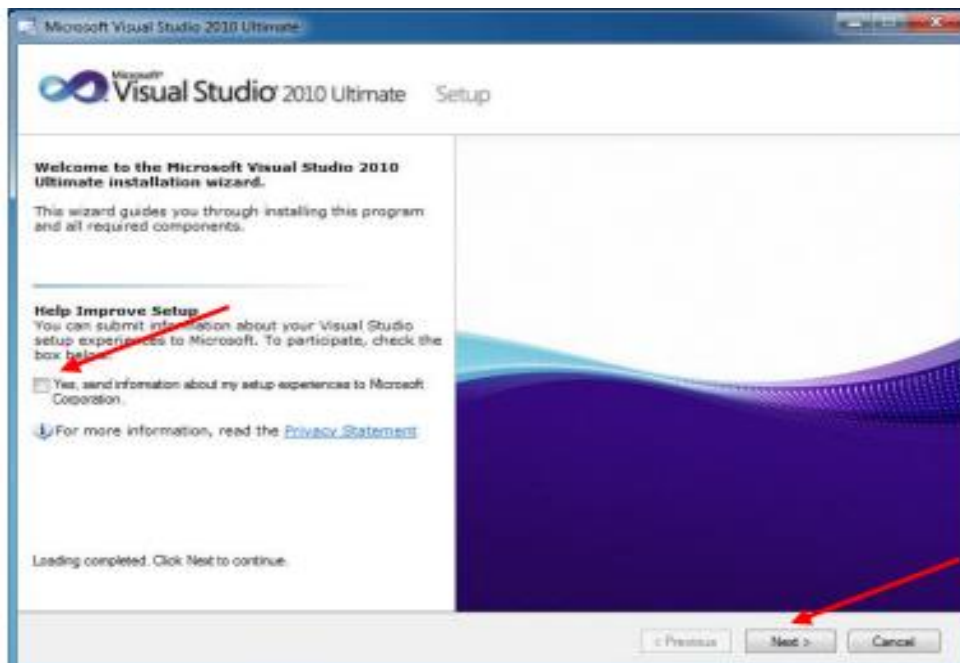 Microsoft Visual Studio 2010 Ultimate
Microsoft
Visual Studio 2010 Ultimate Setup
Welcome to the Microsoft Visual Studio 2010
Ultimate installation wizard.
This wizard guides you through installing this program
and all required components.
Help Improve Setup
You can submit information about your Visual Studio
setup experiences to Microsoft. To participate, check the
box below.
Yes, send information about my setup experiences to Microsoft
Corporation.
For more information, read the Privacy Statement
Loading completed. Click Next to continue.
< Previous Next > Cancel